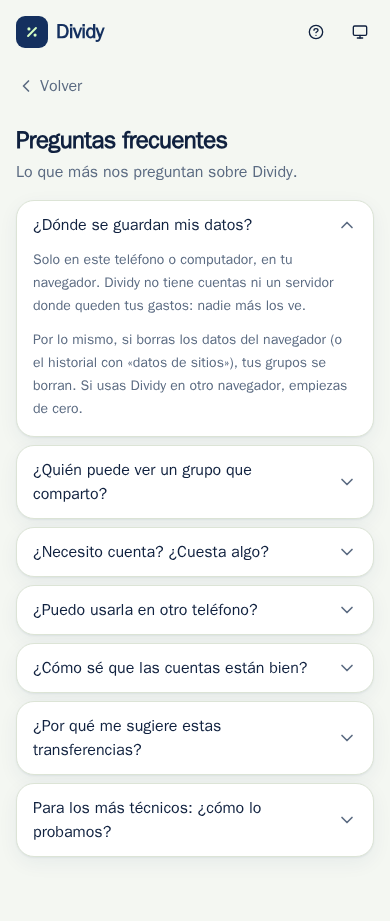 Dividy
Volver
Preguntas frecuentes
Lo que más nos preguntan sobre Dividy.
¿Dónde se guardan mis datos?
Solo en este teléfono o computador, en tu
navegador. Dividy no tiene cuentas ni un servidor
donde queden tus gastos: nadie más los ve.
Por lo mismo, si borras los datos del navegador (o
el historial con «datos de sitios»), tus grupos se
borran. Si usas Dividy en otro navegador, empiezas
de cero.
¿Quién puede ver un grupo que
comparto?
¿Necesito cuenta? ¿Cuesta algo?
¿Puedo usarla en otro teléfono?
¿Cómo sé que las cuentas están bien?
¿Por qué me sugiere estas
transferencias?
Para los más técnicos: ¿cómo lo
probamos?